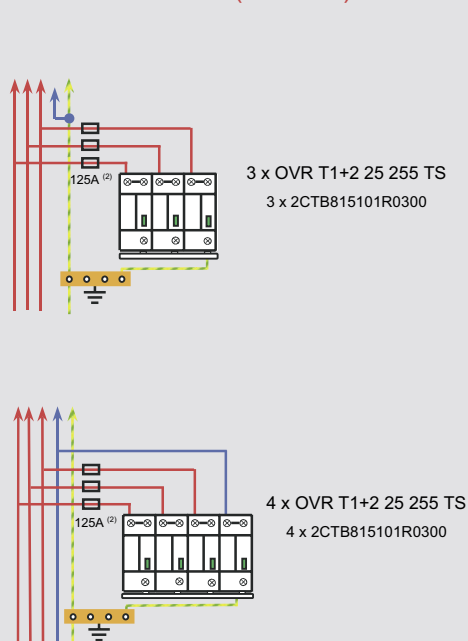 125A (2)
3 x OVR T1+2 25 255 TS
3 x 2CTB815101R0300
125A (2)
4 x OVR T1+2 25 255 TS
4 x 2CTB815101R0300